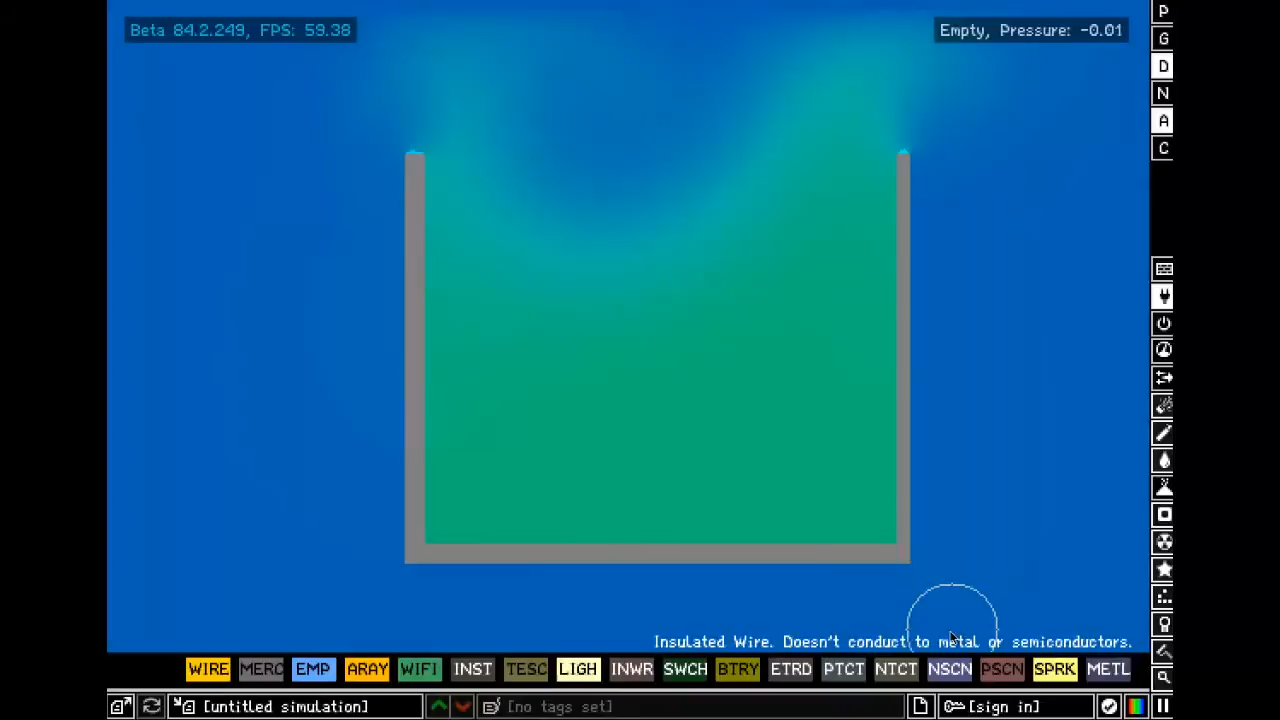 Beta 84.2.249, FPS: 59.38
Empty, Pressure: -0.01
P
G
D
N
A
C
Insulated Wire. Doesn't conduct to metal or semiconductors.
WIRE MERC EMP ARAY WIFI INST TESC LIGH INWR SWCH BTRY ETRD PTCT NTCT NSCN PSCN SPRK METL
[untitled simulation] [no tags set] [sign in]